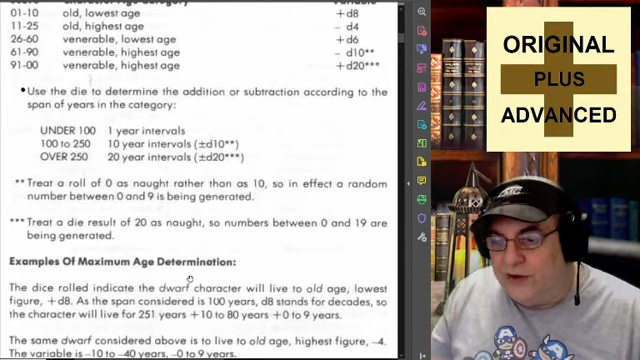 01-10 old, lowest age + d8
11-25 old, highest age – d4
26-60 venerable, lowest age + d6
61-90 venerable, highest age – d10**
91-00 venerable, highest age + d20***
•Use the die to determine the addition or subtraction according to the
span of years in the category:
UNDER 100 1 year intervals
100 to 250 10 year intervals (±d10**)
OVER 250 20 year intervals (±d20***)
** Treat a roll of 0 as naught rather than as 10, so in effect a random
number between 0 and 9 is being generated.
*** Treat a die result of 20 as naught, so numbers between 0 and 19 are
being generated.
Examples Of Maximum Age Determination:
The dice rolled indicate the dwarf character will live to old age, lowest
figure, +d8. As the span considered is 100 years, d8 stands for decades, so
the character will live for 251 years +10 to 80 years +0 to 9 years.
The same dwarf considered above is to live to old age, highest figure, –4.
The variable is –10 to –40 years, –0 to 9 years.
ORIGINAL
PLUS
ADVANCED